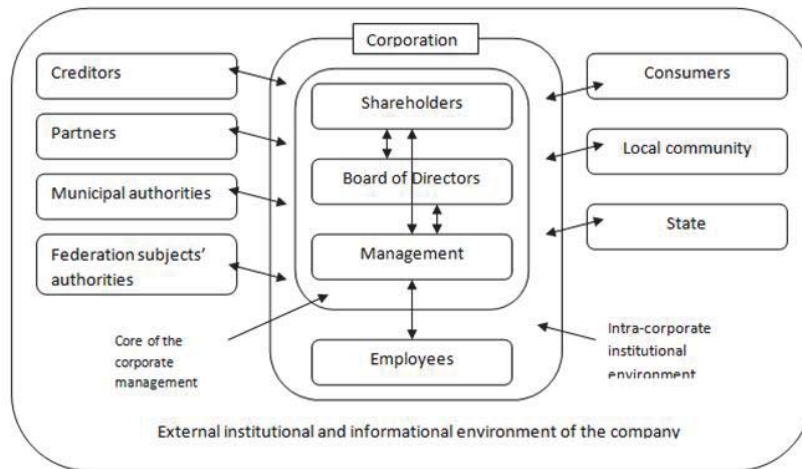 Corporation
Creditors
Partners
Municipal authorities
Federation subjects'
authorities
Shareholders
Board of Directors
Management
Employees
Consumers
Local community
State
Core of the
corporate
management
Intra-corporate
institutional
environment
External institutional and informational environment of the company